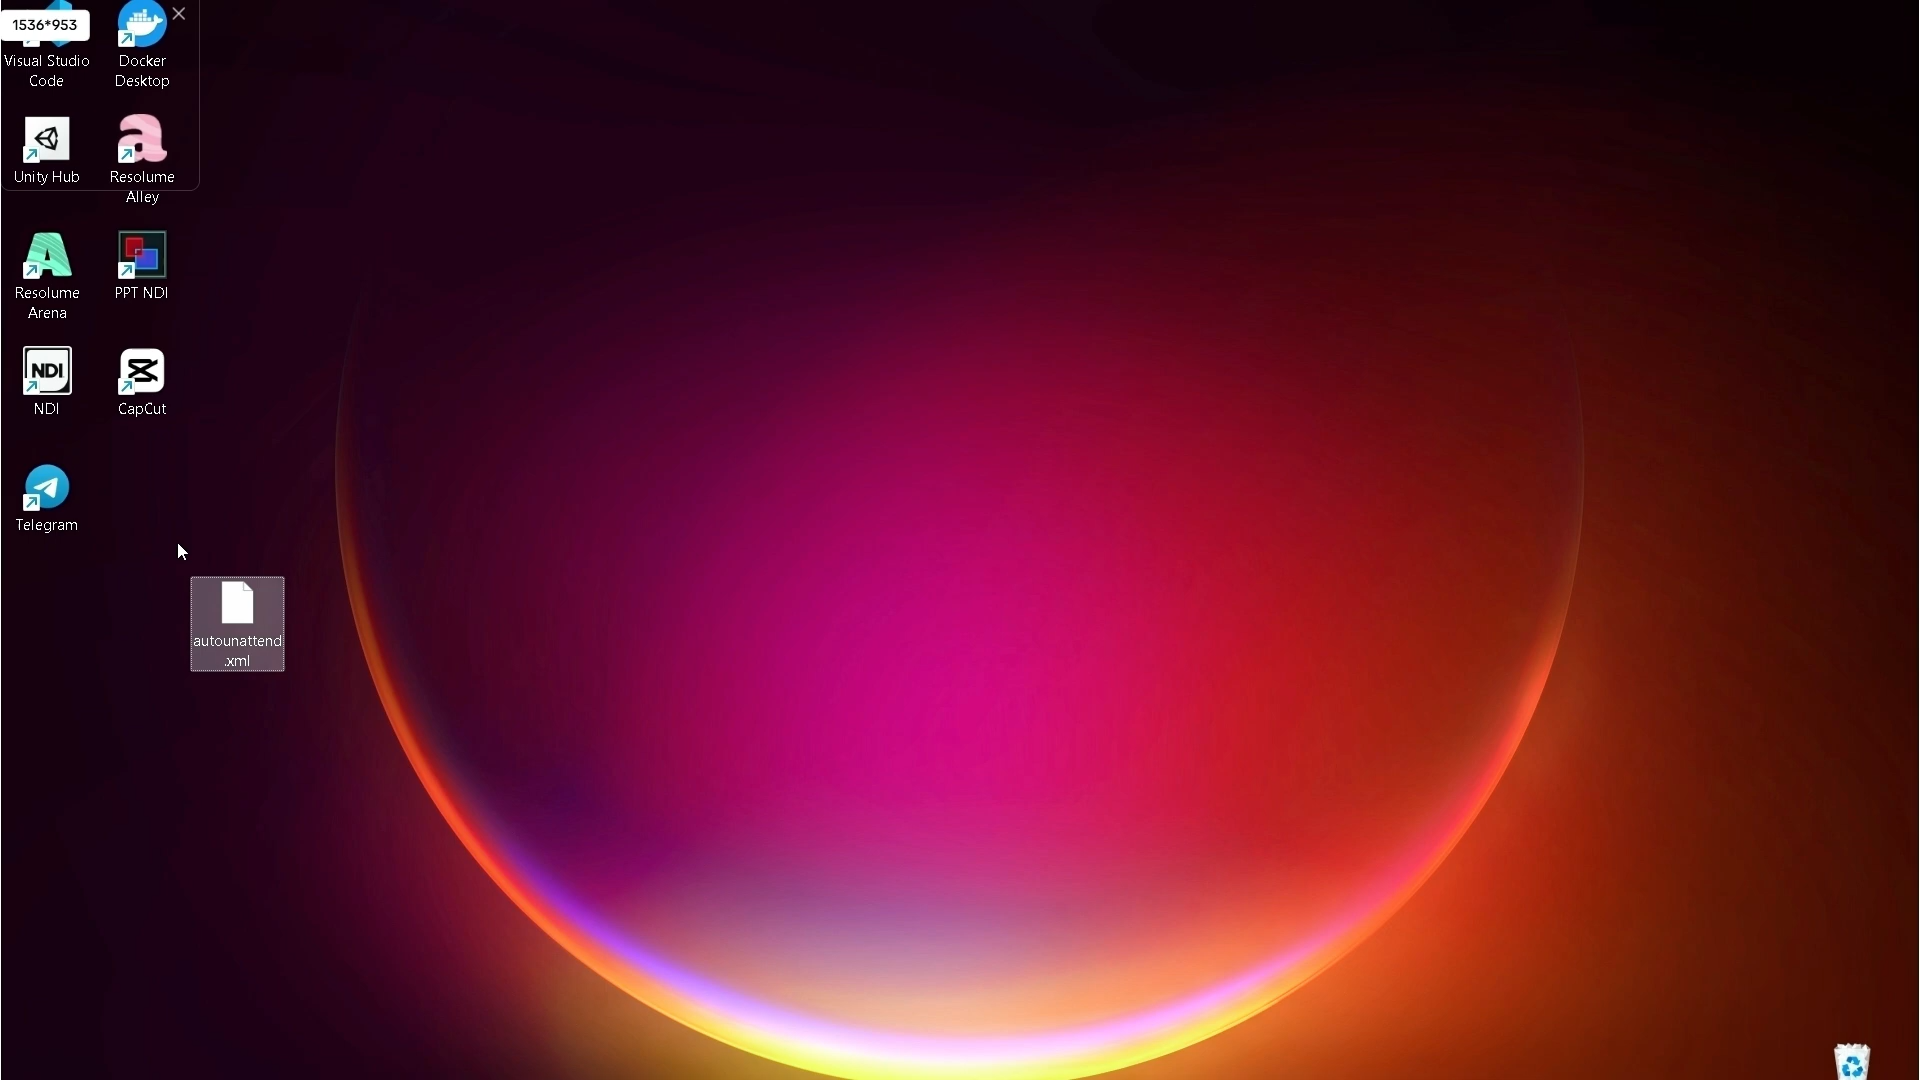 1536*953
Visual Studio
Code
Docker
Desktop
Unity Hub
Resolume
Alley
Resolume
Arena
PPT NDI
NDI
NDI
CapCut
Telegram
autounattend
.xml